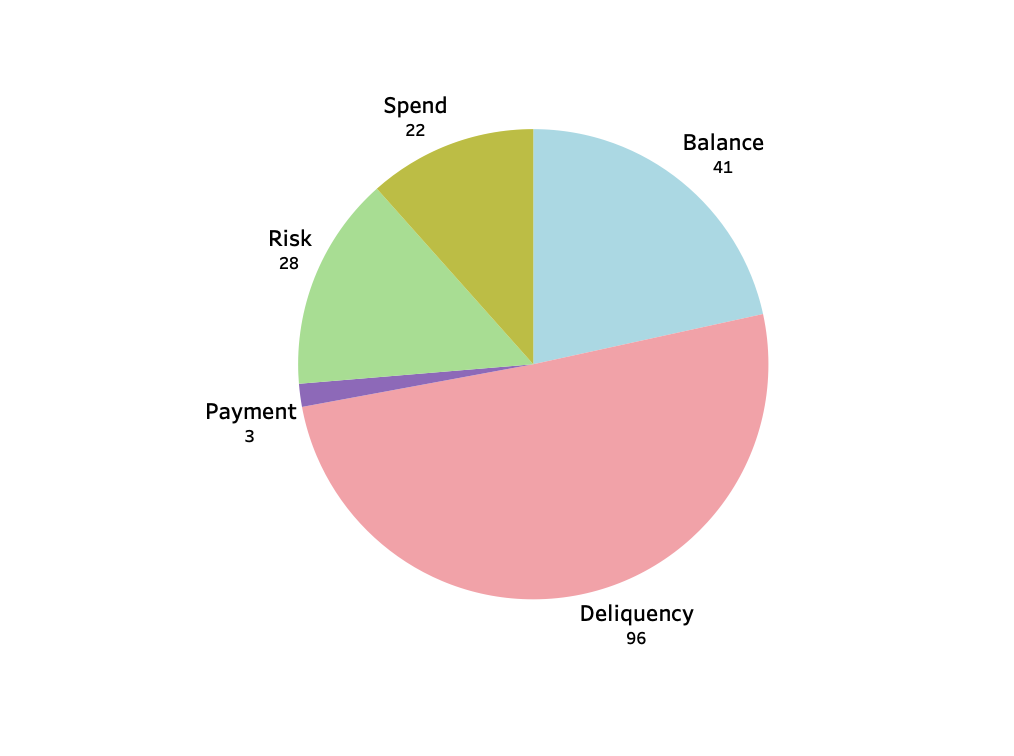 Spend
22
Balance
41
Risk
28
Payment
3
Deliquency
96